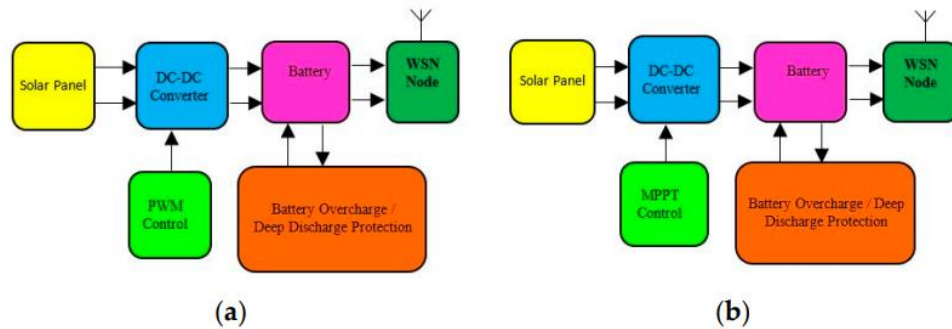 Solar Panel
DC-DC
Converter
Battery
WSN
Node
PWM
Control
Battery Overcharge /
Deep Discharge Protection
(a)
Solar Panel
DC-DC
Converter
Battery
WSN
Node
MPPT
Control
Battery Overcharge / Deep
Discharge Protection
(b)